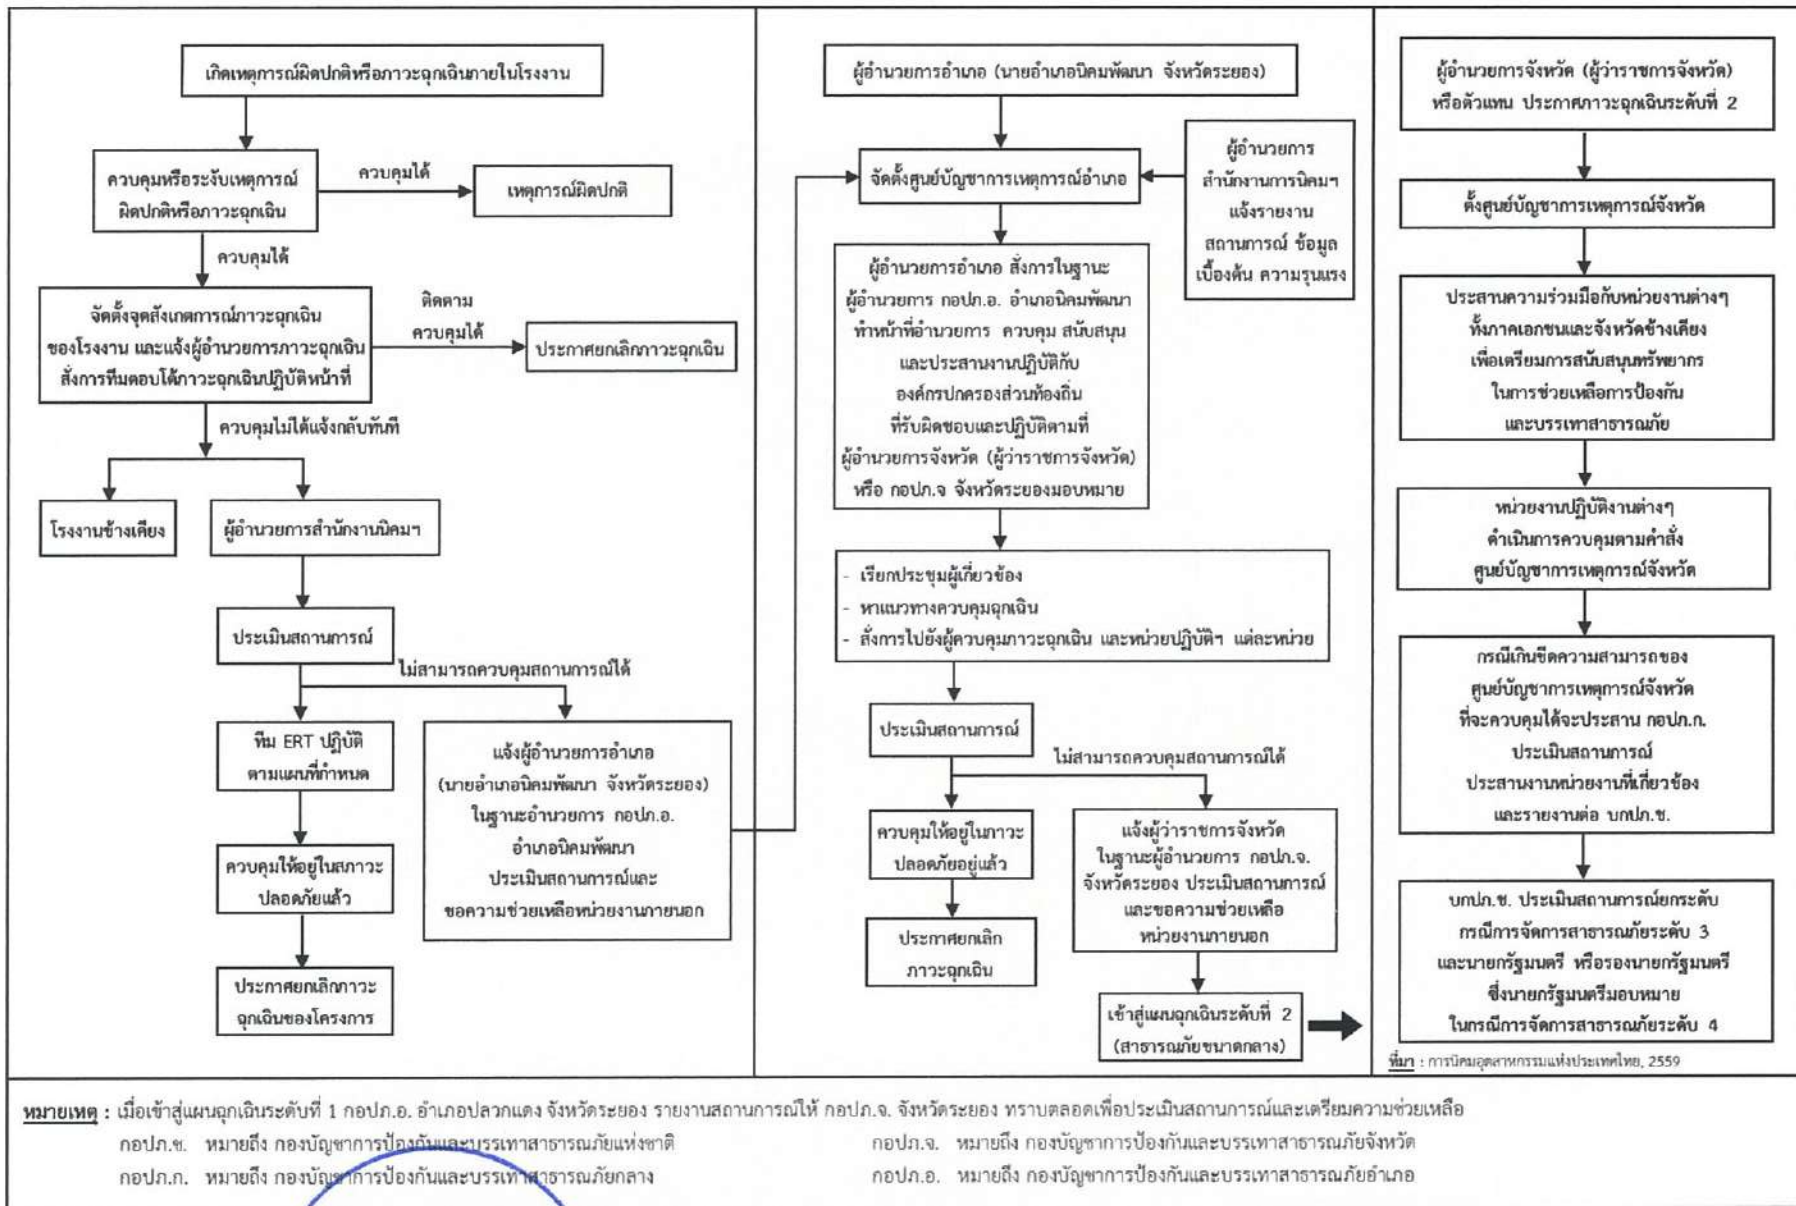 เกิดเหตุการณ์ผิดปกติหรือภาวะฉุกเฉินภายในโรงงาน
ควบคุมหรือระงับเหตุการณ์
ผิดปกติหรือภาวะฉุกเฉิน
ควบคุมได้
เหตุการณ์ผิดปกติ
ควบคุมได้
จัดตั้งจุดสังเกตการณ์ภาวะฉุกเฉิน
ของโรงงาน และแจ้งผู้อำนวยการภาวะฉุกเฉิน
สั่งการทีมตอบโต้ภาวะฉุกเฉินปฏิบัติหน้าที่
ติดตาม
ควบคุมได้
ประกาศยกเลิกภาวะฉุกเฉิน
ควบคุมไม่ได้แจ้งกลับทันที
โรงงานข้างเคียง
ผู้อำนวยการสำนักงานนิคมฯ
ประเมินสถานการณ์
ไม่สามารถควบคุมสถานการณ์ได้
ทีม ERT ปฏิบัติ
ตามแผนที่กำหนด
ควบคุมให้อยู่ในสภาวะ
ปลอดภัยแล้ว
ประกาศยกเลิกภาวะ
ฉุกเฉินของโครงการ
แจ้งผู้อำนวยการอำเภอ
(นายอำเภอนิคมพัฒนา จังหวัดระยอง)
ในฐานะอำนวยการ กอปภ.อ.
อำเภอนิคมพัฒนา
ประเมินสถานการณ์และ
ขอความช่วยเหลือหน่วยงานภายนอก
ผู้อำนวยการอำเภอ (นายอำเภอนิคมพัฒนา จังหวัดระยอง)
จัดตั้งศูนย์บัญชาการเหตุการณ์อำเภอ
ผู้อำนวยการ
สำนักงานการนิคมฯ
แจ้งรายงาน
สถานการณ์ ข้อมูล
เบื้องต้น ความรุนแรง
ผู้อำนวยการอำเภอ สั่งการในฐานะ
ผู้อำนวยการ กอปภ.อ. อำเภอนิคมพัฒนา
ทำหน้าที่อำนวยการ ควบคุม สนับสนุน
และประสานงานปฏิบัติกับ
องค์กรปกครองส่วนท้องถิ่น
ที่รับผิดชอบและปฏิบัติตามที่
ผู้อำนวยการจังหวัด (ผู้ว่าราชการจังหวัด)
หรือ กอปภ.จ จังหวัดระยองมอบหมาย
- เรียกประชุมผู้เกี่ยวข้อง
- หาแนวทางควบคุมฉุกเฉิน
- สั่งการไปยังผู้ควบคุมภาวะฉุกเฉิน และหน่วยปฏิบัติฯ แต่ละหน่วย
ประเมินสถานการณ์
ไม่สามารถควบคุมสถานการณ์ได้
ควบคุมให้อยู่ในภาวะ
ปลอดภัยอยู่แล้ว
ประกาศยกเลิก
ภาวะฉุกเฉิน
แจ้งผู้ว่าราชการจังหวัด
ในฐานะผู้อำนวยการ กอปภ.จ.
จังหวัดระยอง ประเมินสถานการณ์
และขอความช่วยเหลือ
หน่วยงานภายนอก
เข้าสู่แผนฉุกเฉินระดับที่ 2
(สาธารณภัยขนาดกลาง)
ผู้อำนวยการจังหวัด (ผู้ว่าราชการจังหวัด)
หรือตัวแทน ประกาศภาวะฉุกเฉินระดับที่ 2
ตั้งศูนย์บัญชาการเหตุการณ์จังหวัด
ประสานความร่วมมือกับหน่วยงานต่างๆ
ทั้งภาคเอกชนและจังหวัดข้างเคียง
เพื่อเตรียมการสนับสนุนทรัพยากร
ในการช่วยเหลือการป้องกัน
และบรรเทาสาธารณภัย
หน่วยงานปฏิบัติงานต่างๆ
ดำเนินการควบคุมตามคำสั่ง
ศูนย์บัญชาการเหตุการณ์จังหวัด
กรณีเกินขีดความสามารถของ
ศูนย์บัญชาการเหตุการณ์จังหวัด
ที่จะควบคุมได้จะประสาน กอปภ.ก.
ประเมินสถานการณ์
ประสานงานหน่วยงานที่เกี่ยวข้อง
และรายงานต่อ บกปภ.ช.
บกปภ.ช. ประเมินสถานการณ์ยกระดับ
กรณีการจัดการสาธารณภัยระดับ 3
และนายกรัฐมนตรี หรือรองนายกรัฐมนตรี
ซึ่งนายกรัฐมนตรีมอบหมาย
ในกรณีการจัดการสาธารณภัยระดับ 4
ที่มา : การนิคมอุตสาหกรรมแห่งประเทศไทย, 2559
หมายเหตุ : เมื่อเข้าสู่แผนฉุกเฉินระดับที่ 1 กอปภ.อ. อำเภอปลวกแดง จังหวัดระยอง รายงานสถานการณ์ให้ กอปภ.จ. จังหวัดระยอง ทราบตลอดเพื่อประเมินสถานการณ์และเตรียมความช่วยเหลือ
กอปภ.ช. หมายถึง กองบัญชาการป้องกันและบรรเทาสาธารณภัยแห่งชาติ
กอปภ.จ. หมายถึง กองบัญชาการป้องกันและบรรเทาสาธารณภัยจังหวัด
กอปภ.ก. หมายถึง กองบัญชาการป้องกันและบรรเทาสาธารณภัยกลาง
กอปภ.อ. หมายถึง กองบัญชาการป้องกันและบรรเทาสาธารณภัยอำเภอ